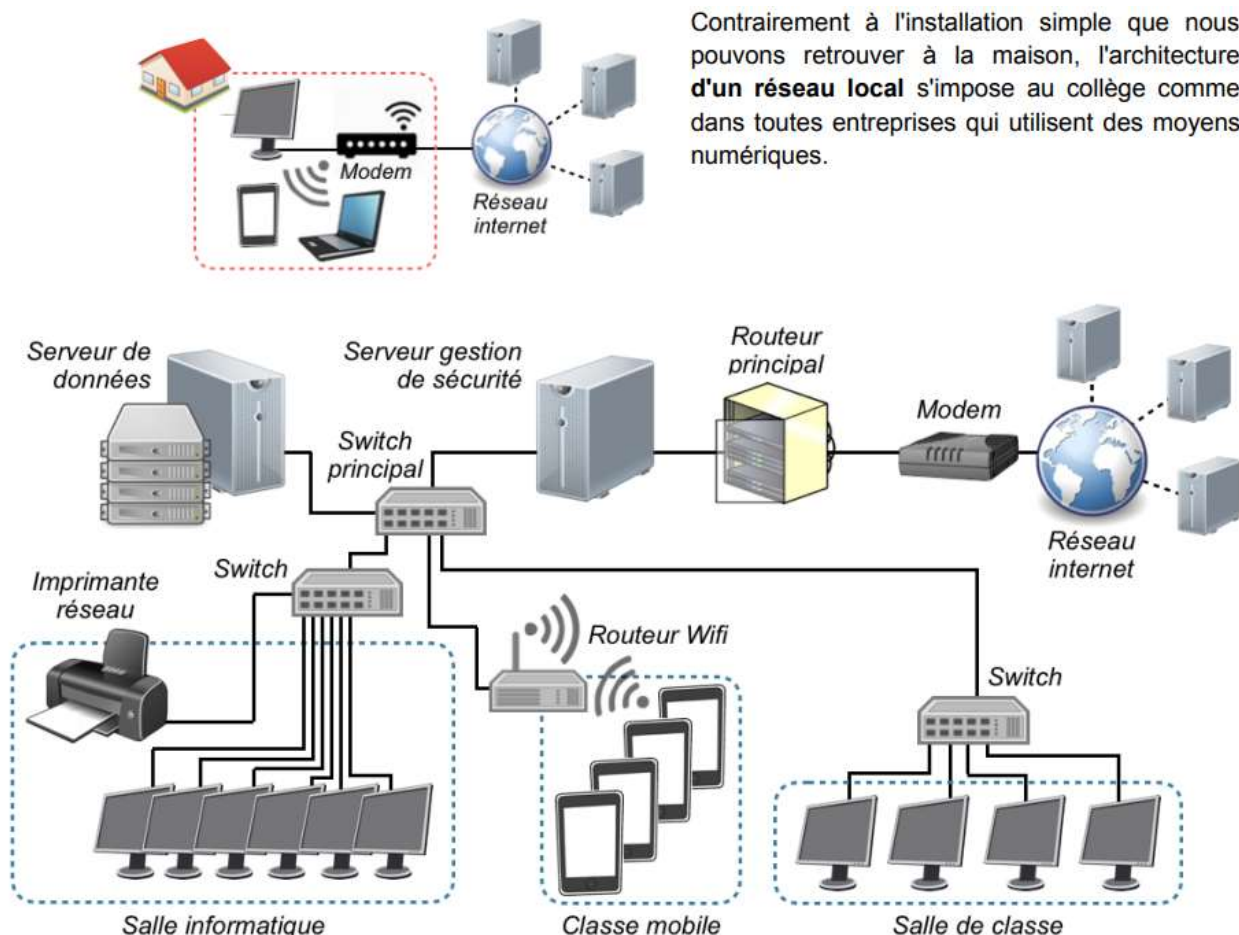 Contrairement à l'installation simple que nous
pouvons retrouver à la maison, l'architecture
d'un réseau local s'impose au collège comme
dans toutes entreprises qui utilisent des moyens
numériques.
Modem
Réseau
internet
Serveur de
données
Serveur gestion
de sécurité
Routeur
principal
Modem
Switch
principal
Réseau
internet
Switch
Imprimante
réseau
Routeur Wifi
Switch
Salle informatique
Classe mobile
Salle de classe